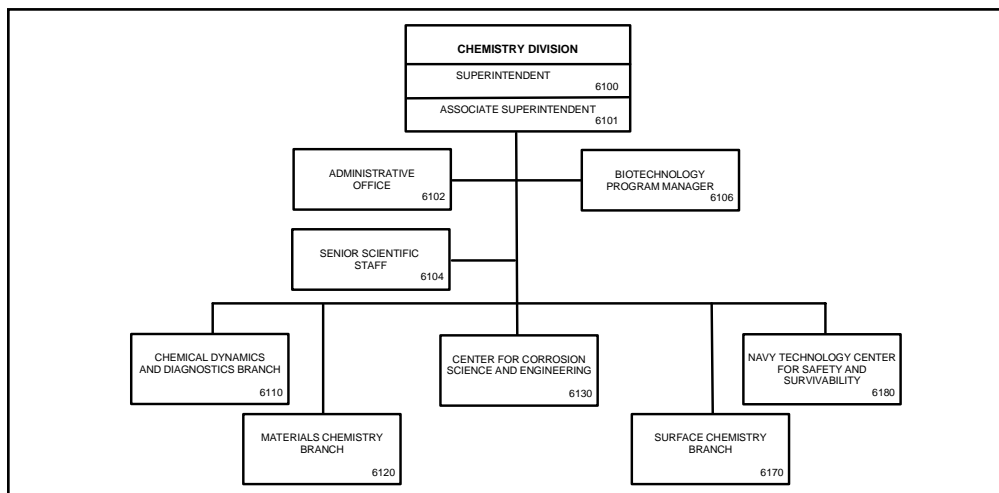 CHEMISTRY DIVISION
SUPERINTENDENT
6100
ASSOCIATE SUPERINTENDENT
6101
ADMINISTRATIVE
OFFICE
6102
BIOTECHNOLOGY
PROGRAM MANAGER
6106
SENIOR SCIENTIFIC
STAFF
6104
CHEMICAL DYNAMICS
AND DIAGNOSTICS BRANCH
6110
CENTER FOR CORROSION
SCIENCE AND ENGINEERING
6130
NAVY TECHNOLOGY CENTER
FOR SAFETY AND
SURVIVABILITY
6180
MATERIALS CHEMISTRY
BRANCH
6120
SURFACE CHEMISTRY
BRANCH
6170